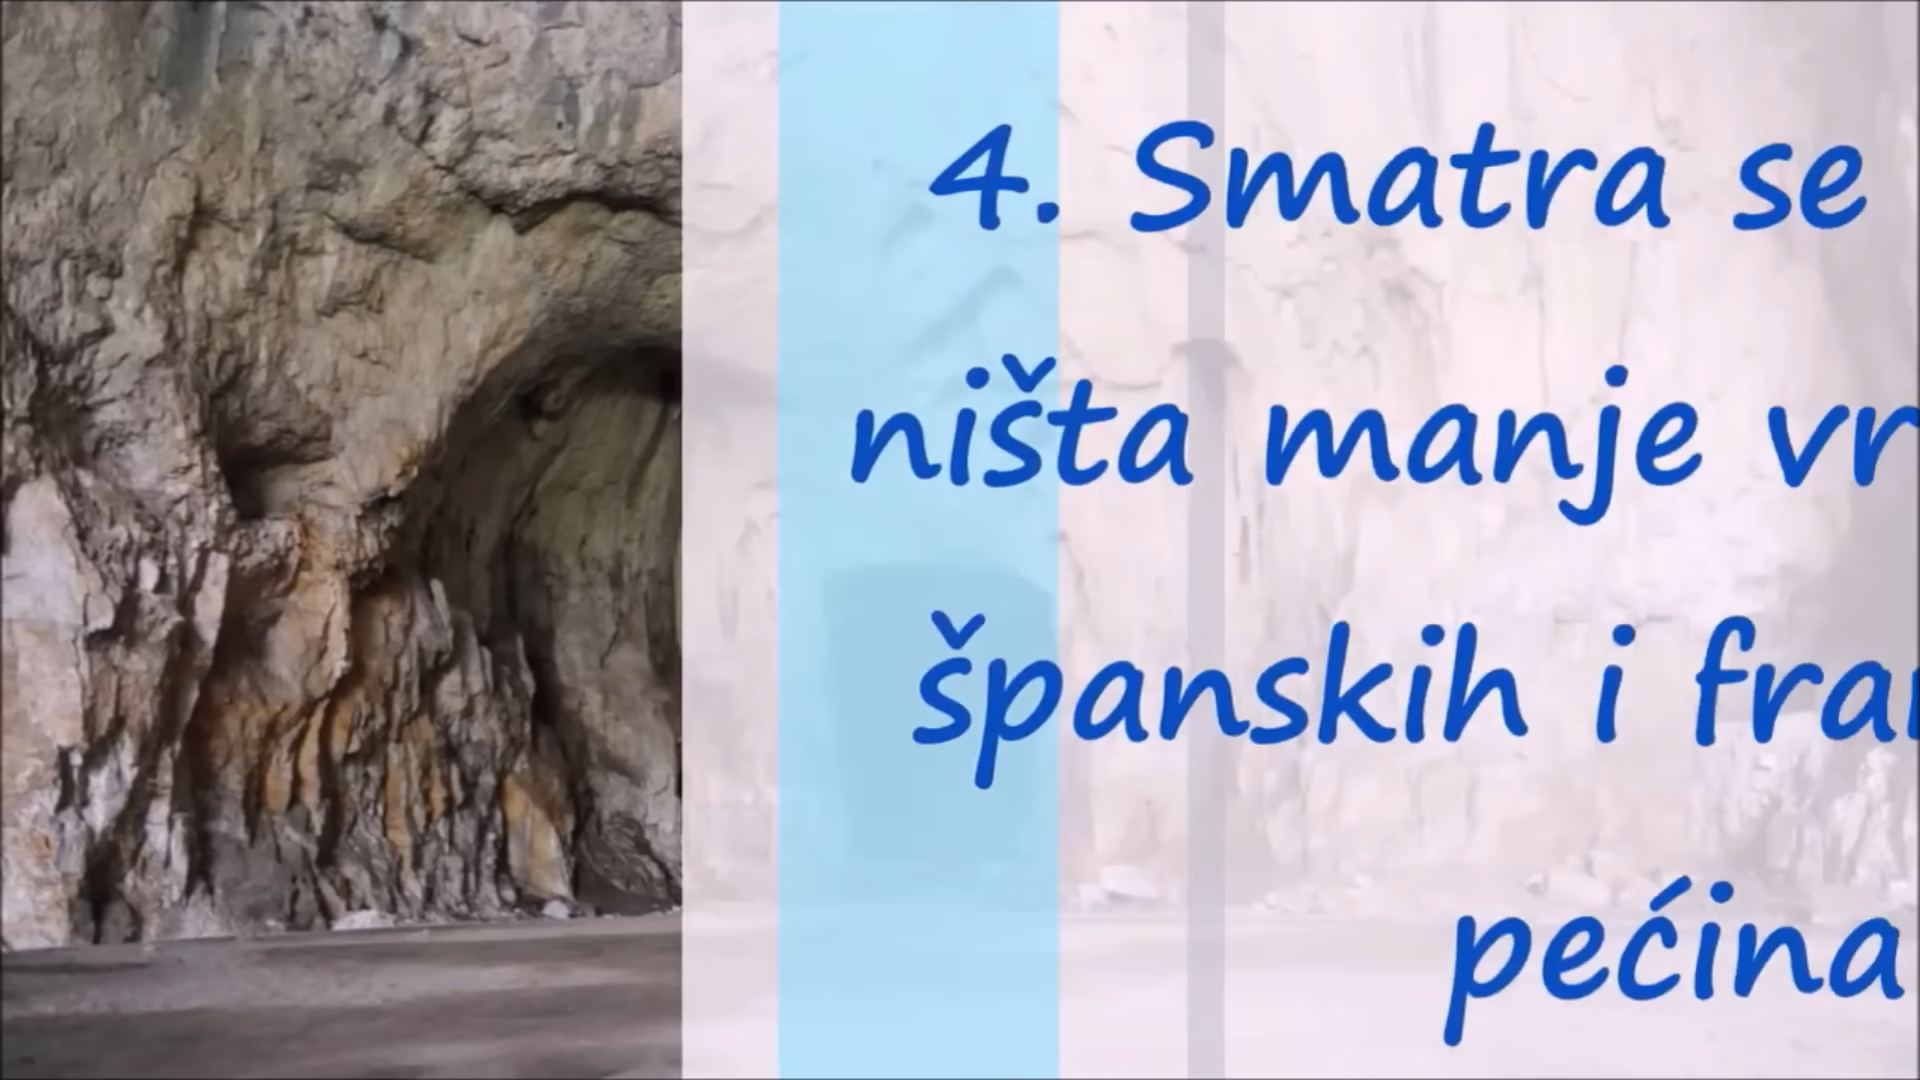 4. Smatra se
ništa manje
španskih i
pećina